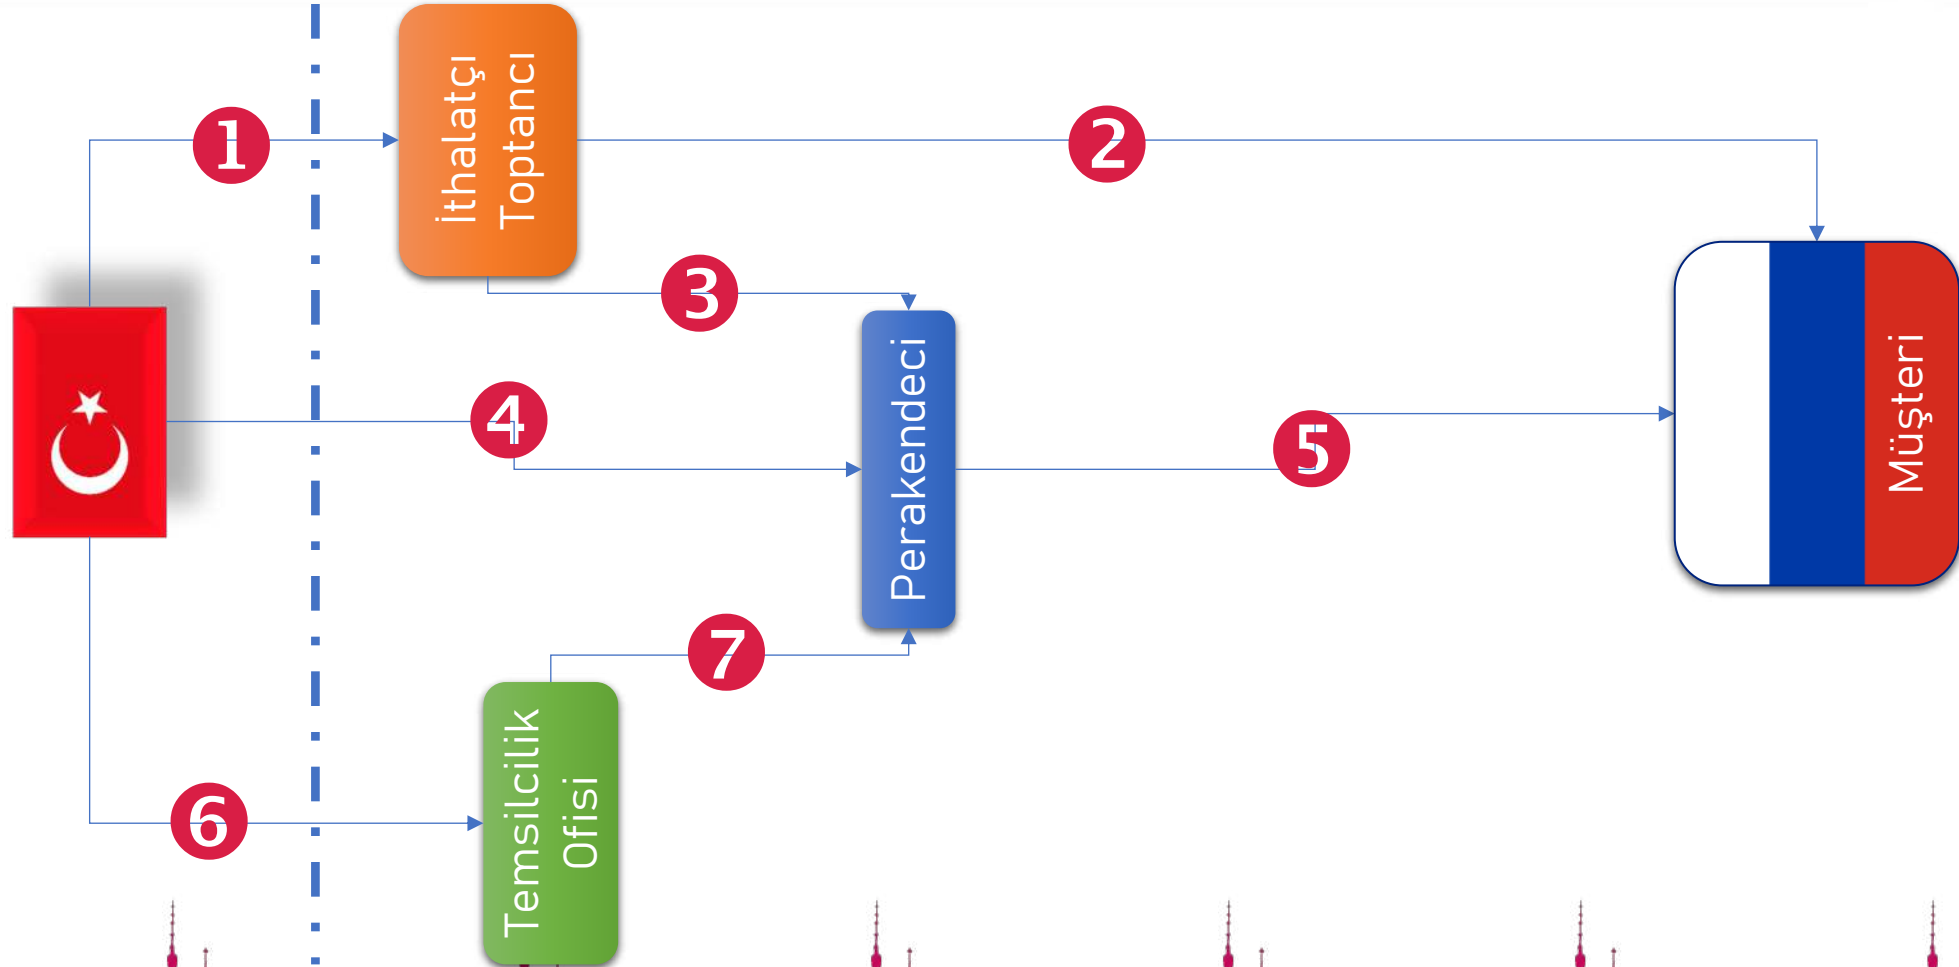 1
İthalatçı
Toptancı
2
3
4
Perakendeci
5
Müşteri
6
7
Temsilcilik
Ofisi